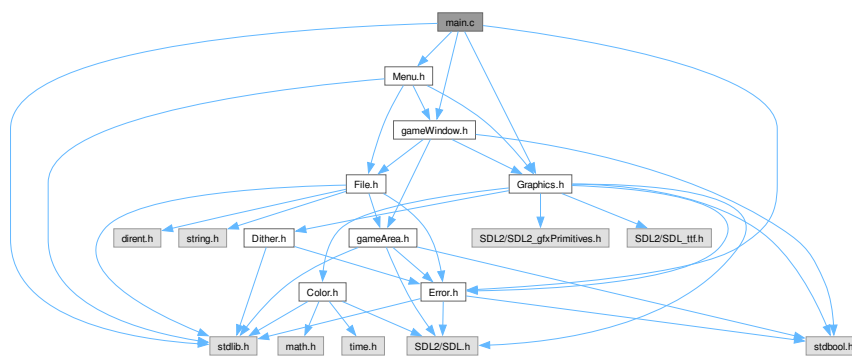 main.c
Menu.h
gameWindow.h
File.h
Graphics.h
dirent.h
string.h
Dither.h
gameArea.h
SDL2/SDL2_gfxPrimitives.h
SDL2/SDL_ttf.h
Color.h
Error.h
stdlib.h
math.h
time.h
SDL2/SDL.h
stdbool.h